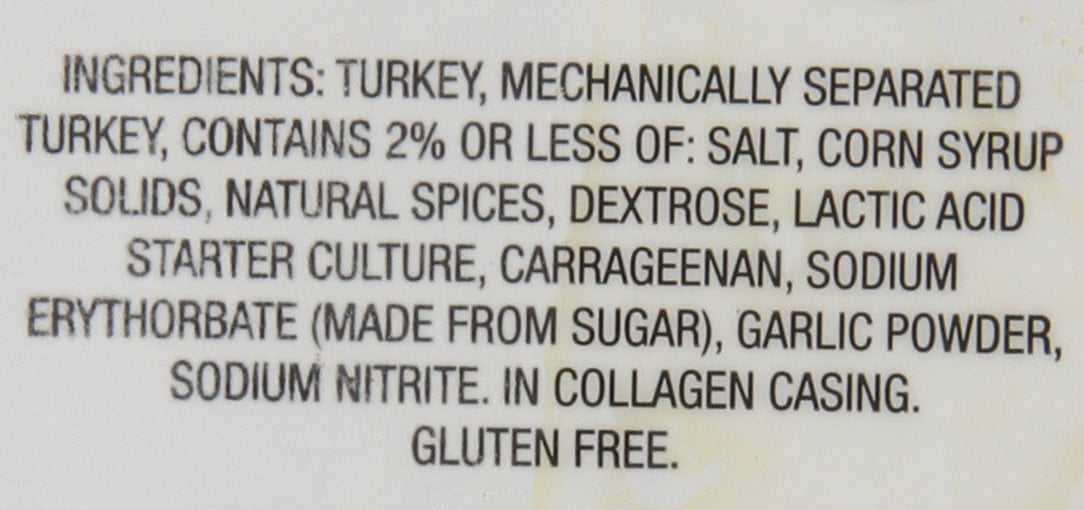 INGREDIENTS: TURKEY, MECHANICALLY SEPARATED
TURKEY, CONTAINS 2% OR LESS OF: SALT, CORN SYRUP
SOLIDS, NATURAL SPICES, DEXTROSE, LACTIC ACID
STARTER CULTURE, CARRAGEENAN, SODIUM
ERYTHORBATE (MADE FROM SUGAR), GARLIC POWDER,
SODIUM NITRITE. IN COLLAGEN CASING.
GLUTEN FREE.